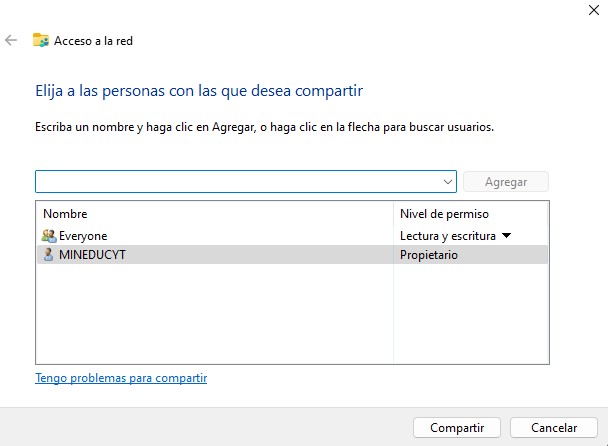 Acceso a la red
Elija a las personas con las que desea compartir
Escriba un nombre y haga clic en Agregar, o haga clic en la flecha para buscar usuarios.
Agregar
Nombre Nivel de permiso
Everyone Lectura y escritura
MINEDUCYT Propietario
Tengo problemas para compartir
Compartir Cancelar